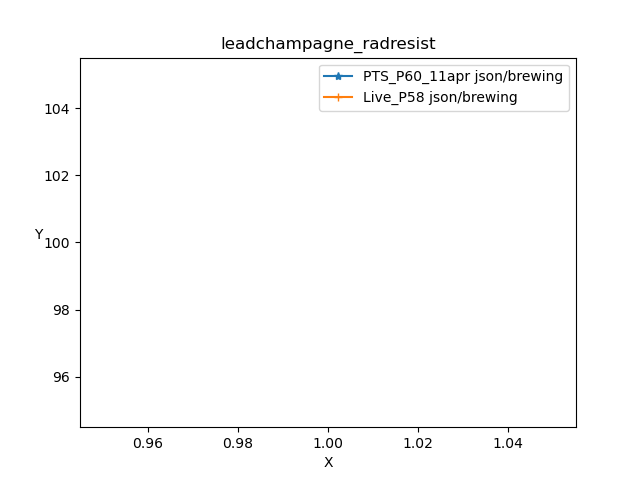 leadchampagne_radresist
PTS_P60_11apr json/brewing
Live_P58 json/brewing
104
102
Y
100
98
96
0.96 0.98 1.00 1.02 1.04
X